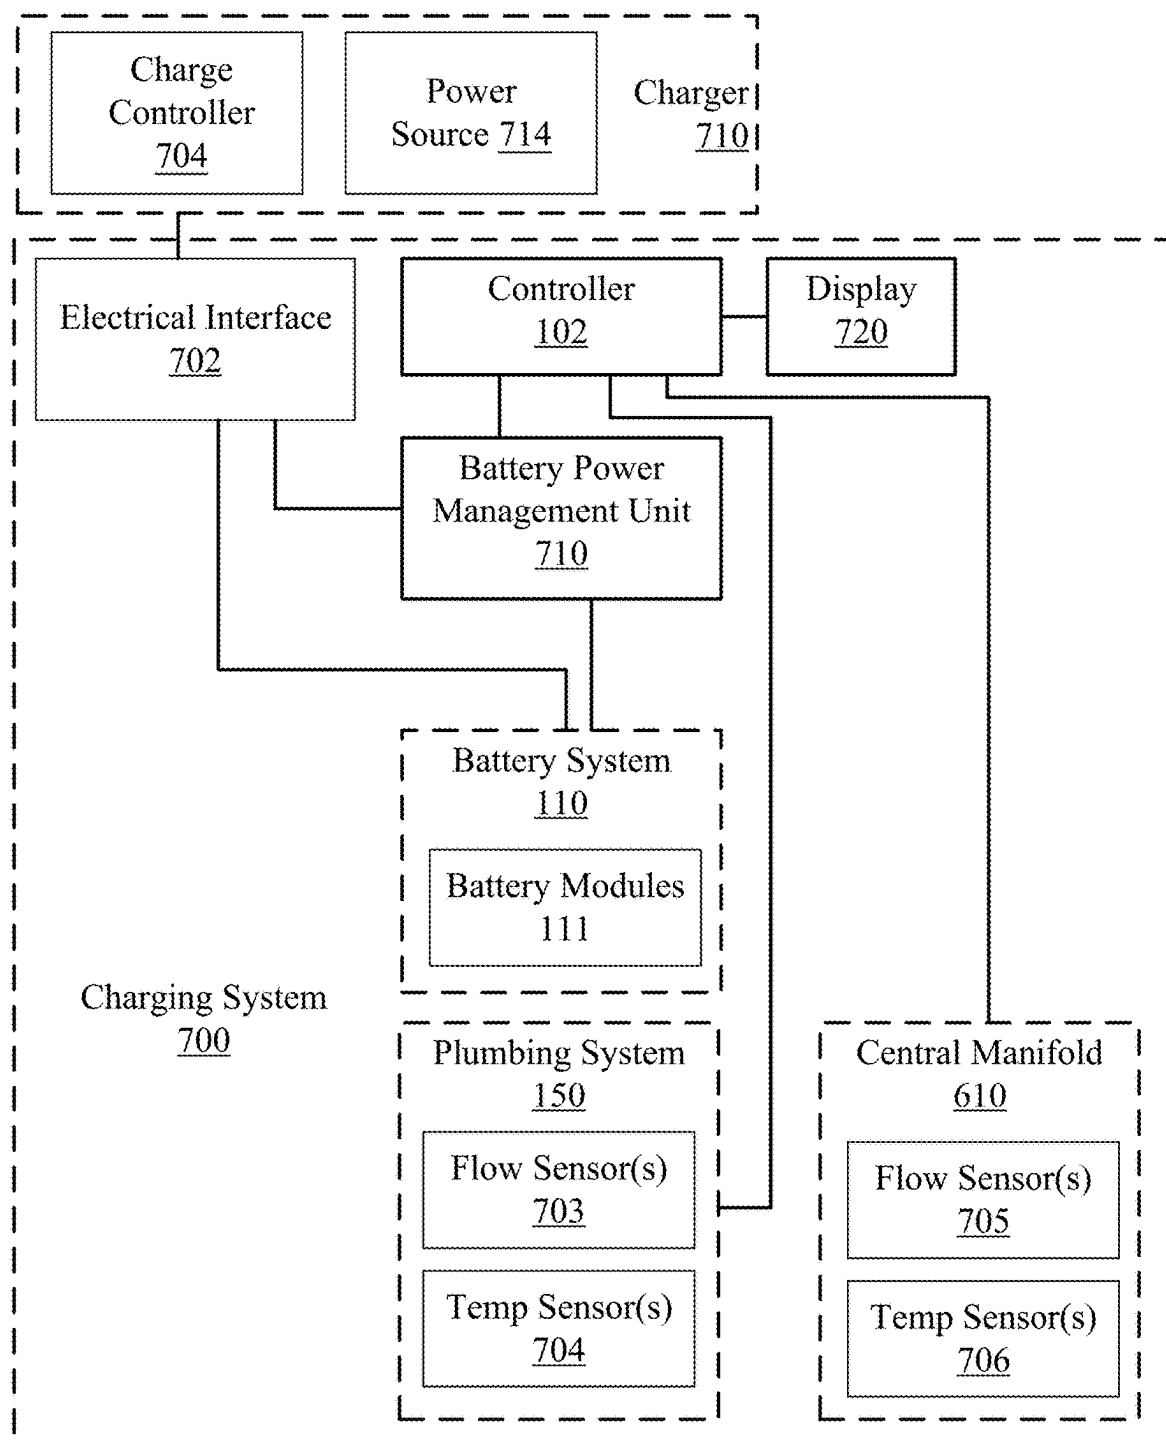 Charge
Controller
704
Power
Source 714
Charger
710
Electrical Interface
702
Controller
102
Display
720
Battery Power
Management Unit
710
Battery System
110
Battery Modules
111
Charging System
700
Plumbing System
150
Flow Sensor(s)
703
Temp Sensor(s)
704
Central Manifold
610
Flow Sensor(s)
705
Temp Sensor(s)
706